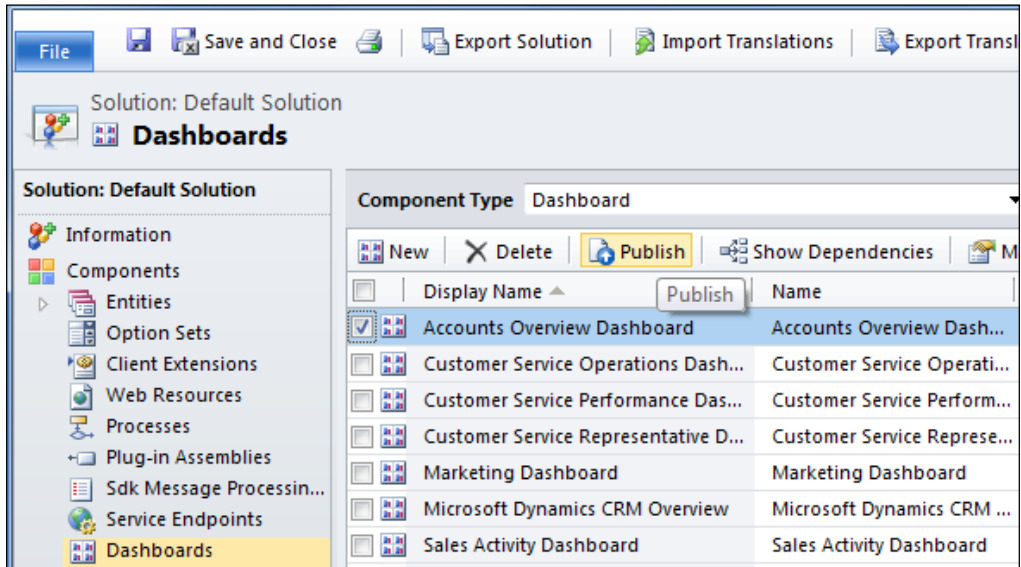 File Save and Close Export Solution Import Translations Export Transl
Solution: Default Solution
Dashboards
Solution: Default Solution
Information
Components
Entities
Option Sets
Client Extensions
Web Resources
Processes
Plug-in Assemblies
Sdk Message Processin...
Service Endpoints
Dashboards
Component Type Dashboard
New Delete Publish Show Dependencies M
Display Name Publish Name
Accounts Overview Dashboard Accounts Overview Dash...
Customer Service Operations Dash... Customer Service Operati...
Customer Service Performance Das... Customer Service Perform...
Customer Service Representative D... Customer Service Represe...
Marketing Dashboard Marketing Dashboard
Microsoft Dynamics CRM Overview Microsoft Dynamics CRM ...
Sales Activity Dashboard Sales Activity Dashboard